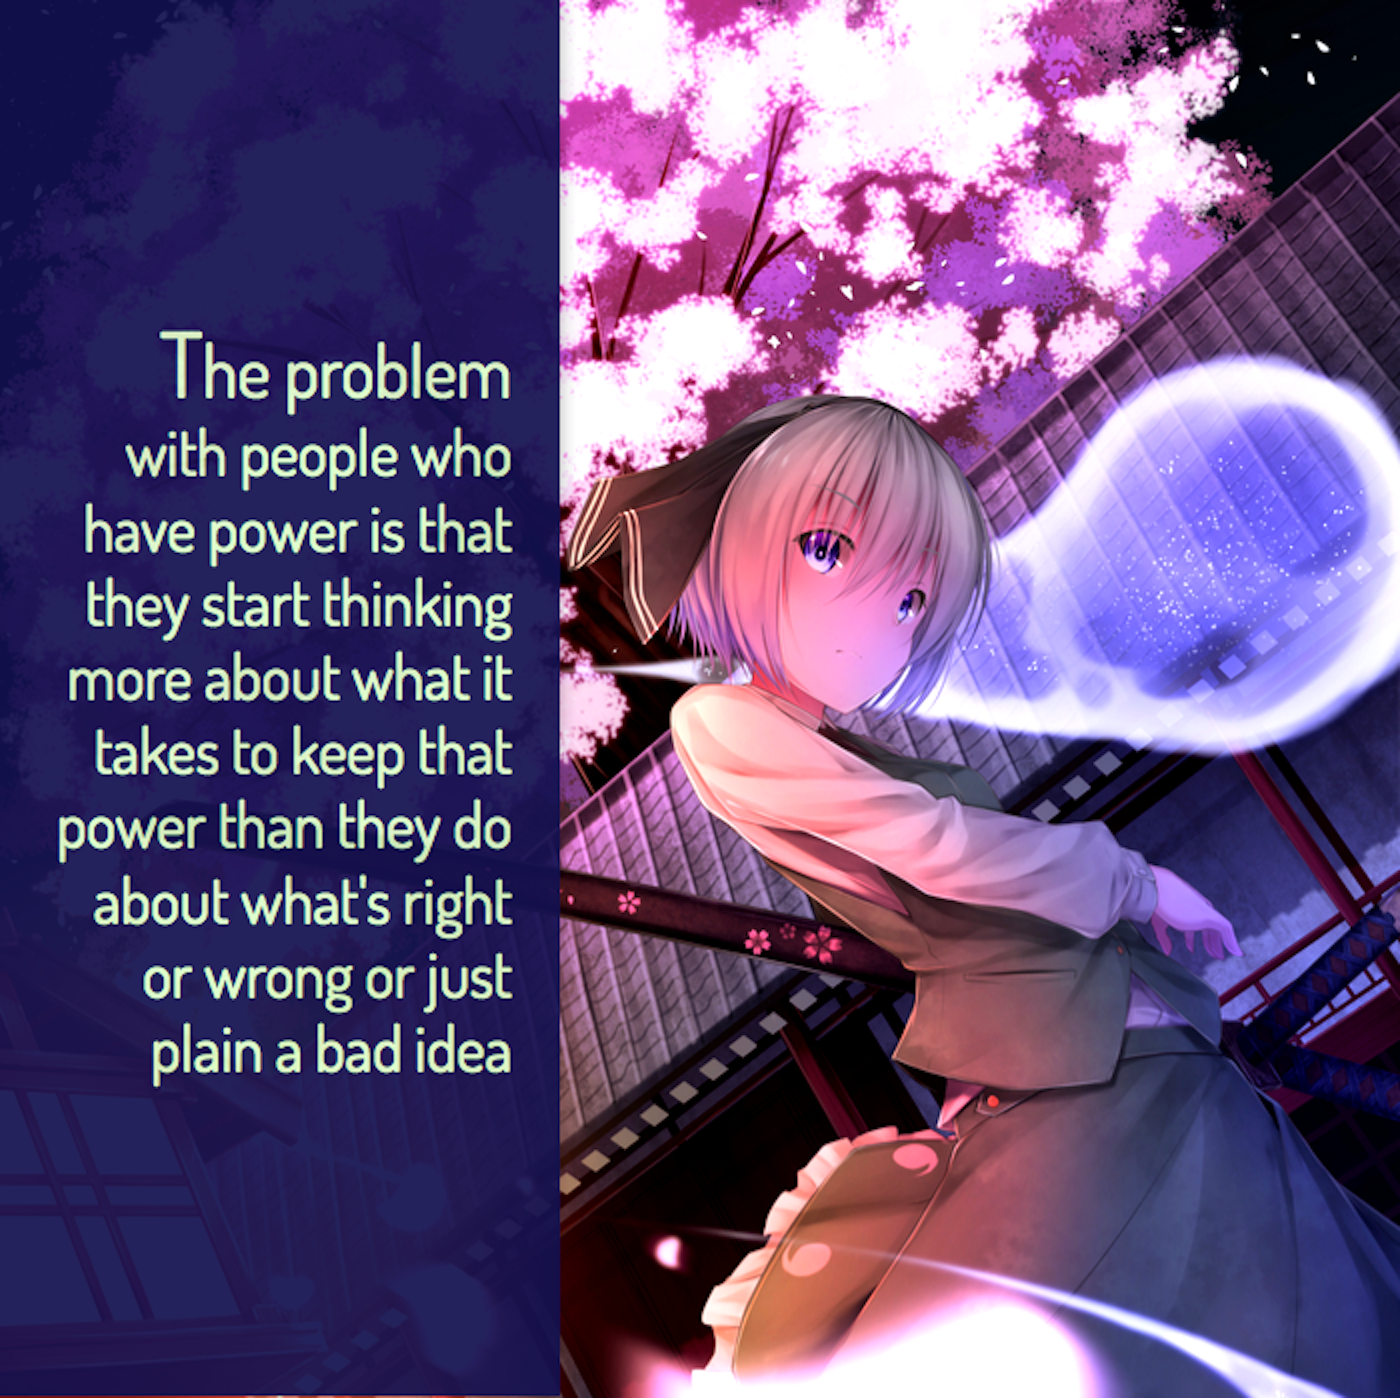 The problem
with people who
have power is that
they start thinking
more about what it
takes to keep that
power than they do
about what's right
or wrong or just
plain a bad idea